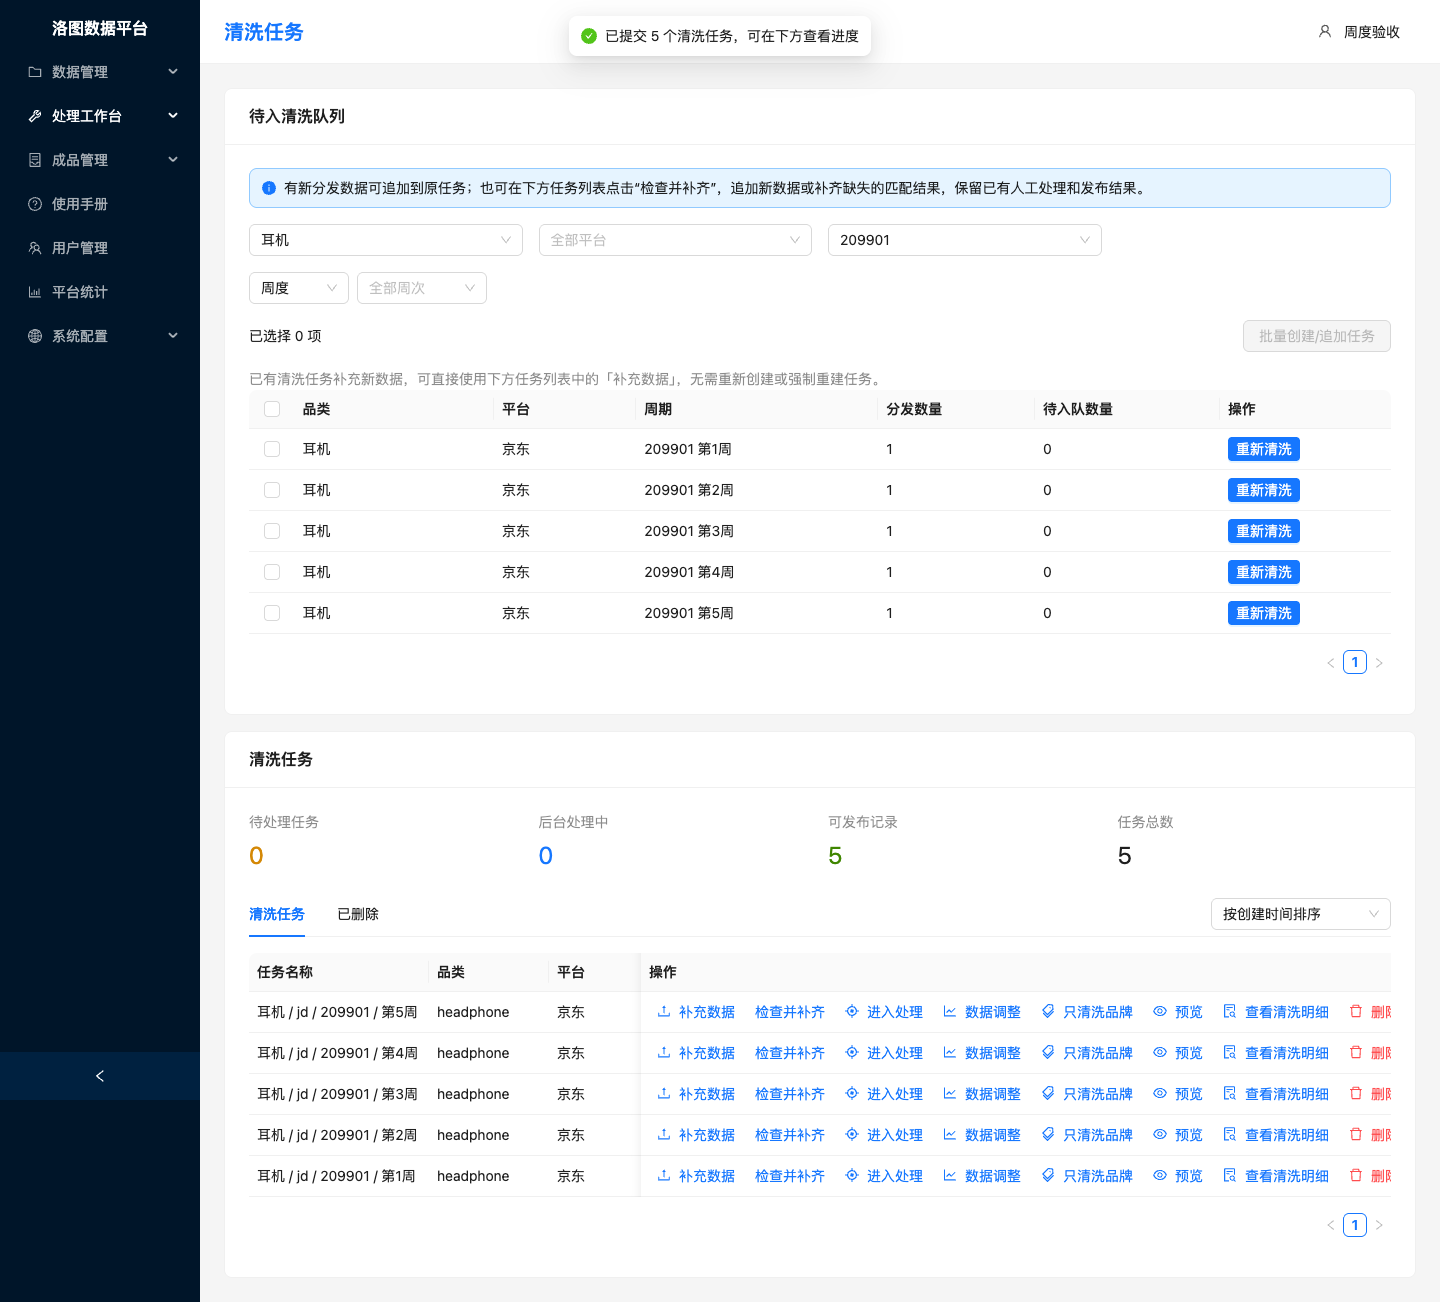 洛图数据平台
数据管理
处理工作台
成品管理
使用手册
用户管理
平台统计
系统配置
清洗任务
已提交 5 个清洗任务，可在下方查看进度
周度验收
待入清洗队列
有新分发数据可追加到原任务；也可在下方任务列表点击“检查并补齐”，追加新数据或补齐缺失的匹配结果，保留已有人工处理和发布结果。
耳机 全部平台 209901
周度 全部周次
已选择 0 项 批量创建/追加任务
已有清洗任务补充新数据，可直接使用下方任务列表中的「补充数据」，无需重新创建或强制重建任务。
品类 平台 周期 分发数量 待入队数量 操作
耳机 京东 209901 第1周 1 0 重新清洗
耳机 京东 209901 第2周 1 0 重新清洗
耳机 京东 209901 第3周 1 0 重新清洗
耳机 京东 209901 第4周 1 0 重新清洗
耳机 京东 209901 第5周 1 0 重新清洗
1
清洗任务
待处理任务 后台处理中 可发布记录 任务总数
0 0 5 5
清洗任务 已删除 按创建时间排序
任务名称 品类 平台 操作
耳机 / jd / 209901 / 第5周 headphone 京东 补充数据 检查并补齐 进入处理 数据调整 只清洗品牌 预览 查看清洗明细 删除
耳机 / jd / 209901 / 第4周 headphone 京东 补充数据 检查并补齐 进入处理 数据调整 只清洗品牌 预览 查看清洗明细 删除
耳机 / jd / 209901 / 第3周 headphone 京东 补充数据 检查并补齐 进入处理 数据调整 只清洗品牌 预览 查看清洗明细 删除
耳机 / jd / 209901 / 第2周 headphone 京东 补充数据 检查并补齐 进入处理 数据调整 只清洗品牌 预览 查看清洗明细 删除
耳机 / jd / 209901 / 第1周 headphone 京东 补充数据 检查并补齐 进入处理 数据调整 只清洗品牌 预览 查看清洗明细 删除
1